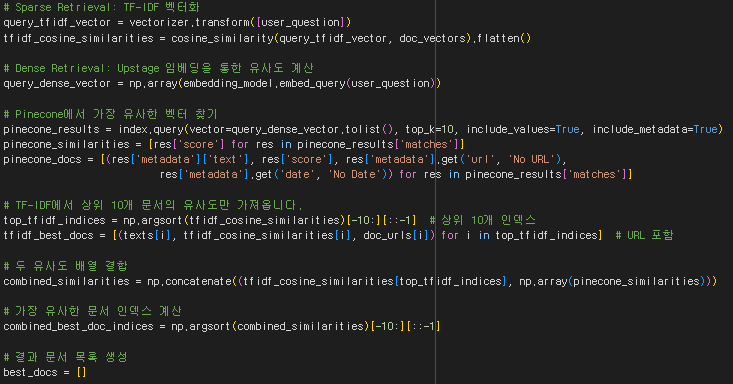 # Sparse Retrieval: TF-IDF 벡터화
query_tfidf_vector = vectorizer.transform([user_question])
tfidf_cosine_similarities = cosine_similarity(query_tfidf_vector, doc_vectors).flatten()
# Dense Retrieval: Upstage 임베딩을 통한 유사도 계산
query_dense_vector = np.array(embedding_model.embed_query(user_question))
# Pinecone에서 가장 유사한 벡터 찾기
pinecone_results = index.query(vector=query_dense_vector.tolist(), top_k=10, include_values=True, include_metadata=True)
pinecone_similarities = [res['score'] for res in pinecone_results['matches']]
pinecone_docs = [(res['metadata']['text'], res['score'], res['metadata'].get('url', 'No URL'),
res['metadata'].get('date', 'No Date')) for res in pinecone_results['matches']]
# TF-IDF에서 상위 10개 문서의 유사도만 가져옵니다.
top_tfidf_indices = np.argsort(tfidf_cosine_similarities)[-10:][::-1]  # 상위 10개 인덱스
tfidf_best_docs = [(texts[i], tfidf_cosine_similarities[i], doc_urls[i]) for i in top_tfidf_indices]  # URL 포함
# 두 유사도 배열 결합
combined_similarities = np.concatenate((tfidf_cosine_similarities[top_tfidf_indices], np.array(pinecone_similarities)))
# 가장 유사한 문서 인덱스 계산
combined_best_doc_indices = np.argsort(combined_similarities)[-10:][::-1]
# 결과 문서 목록 생성
best_docs = []